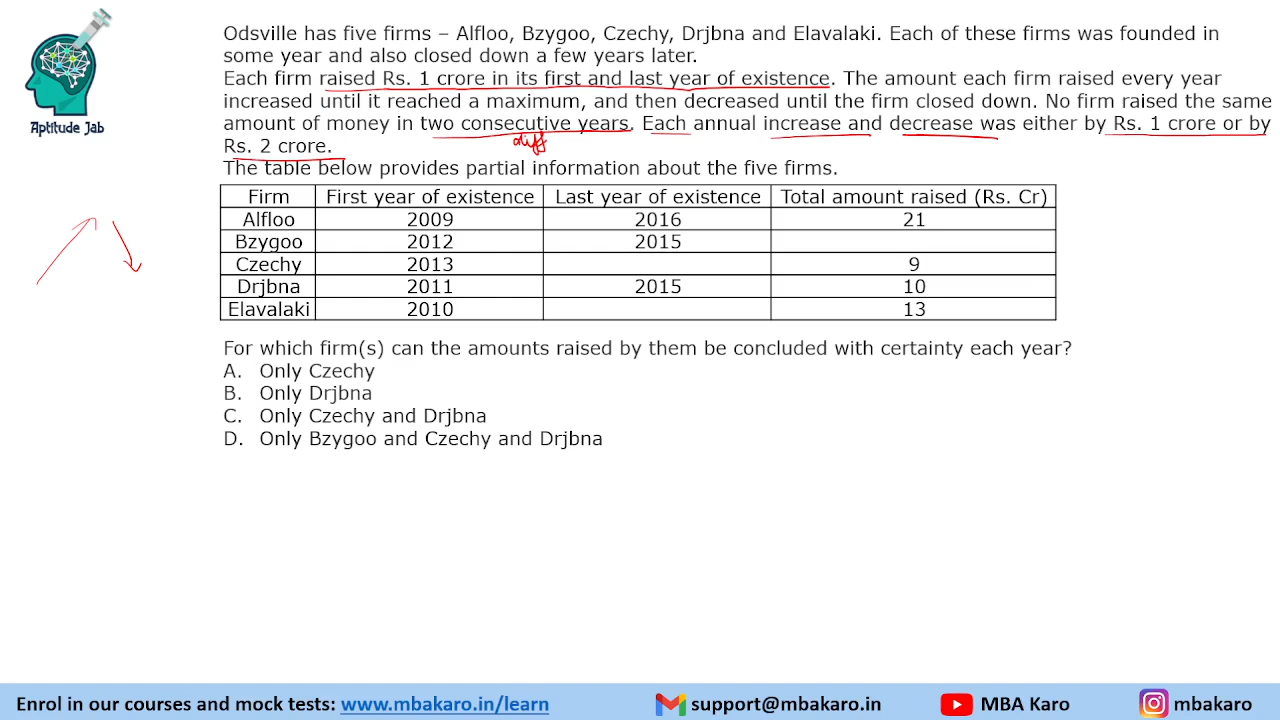 Odsville has five firms – Alfloo, Bzygoo, Czechy, Drjbna and Elavalaki. Each of these firms was founded in
some year and also closed down a few years later.
Each firm raised Rs. 1 crore in its first and last year of existence. The amount each firm raised every year
increased until it reached a maximum, and then decreased until the firm closed down. No firm raised the same
amount of money in two consecutive years. Each annual increase and decrease was either by Rs. 1 crore or by
Rs. 2 crore.
diff
The table below provides partial information about the five firms.
Aptitude Jab
Firm First year of existence Last year of existence Total amount raised (Rs. Cr)
Alfloo 2009 2016 21
Bzygoo 2012 2015
Czechy 2013 9
Drjbna 2011 2015 10
Elavalaki 2010 13
For which firm(s) can the amounts raised by them be concluded with certainty each year?
A. Only Czechy
B. Only Drjbna
C. Only Czechy and Drjbna
D. Only Bzygoo and Czechy and Drjbna
Enrol in our courses and mock tests: www.mbakaro.in/learn support@mbakaro.in MBA Karo mbakaro